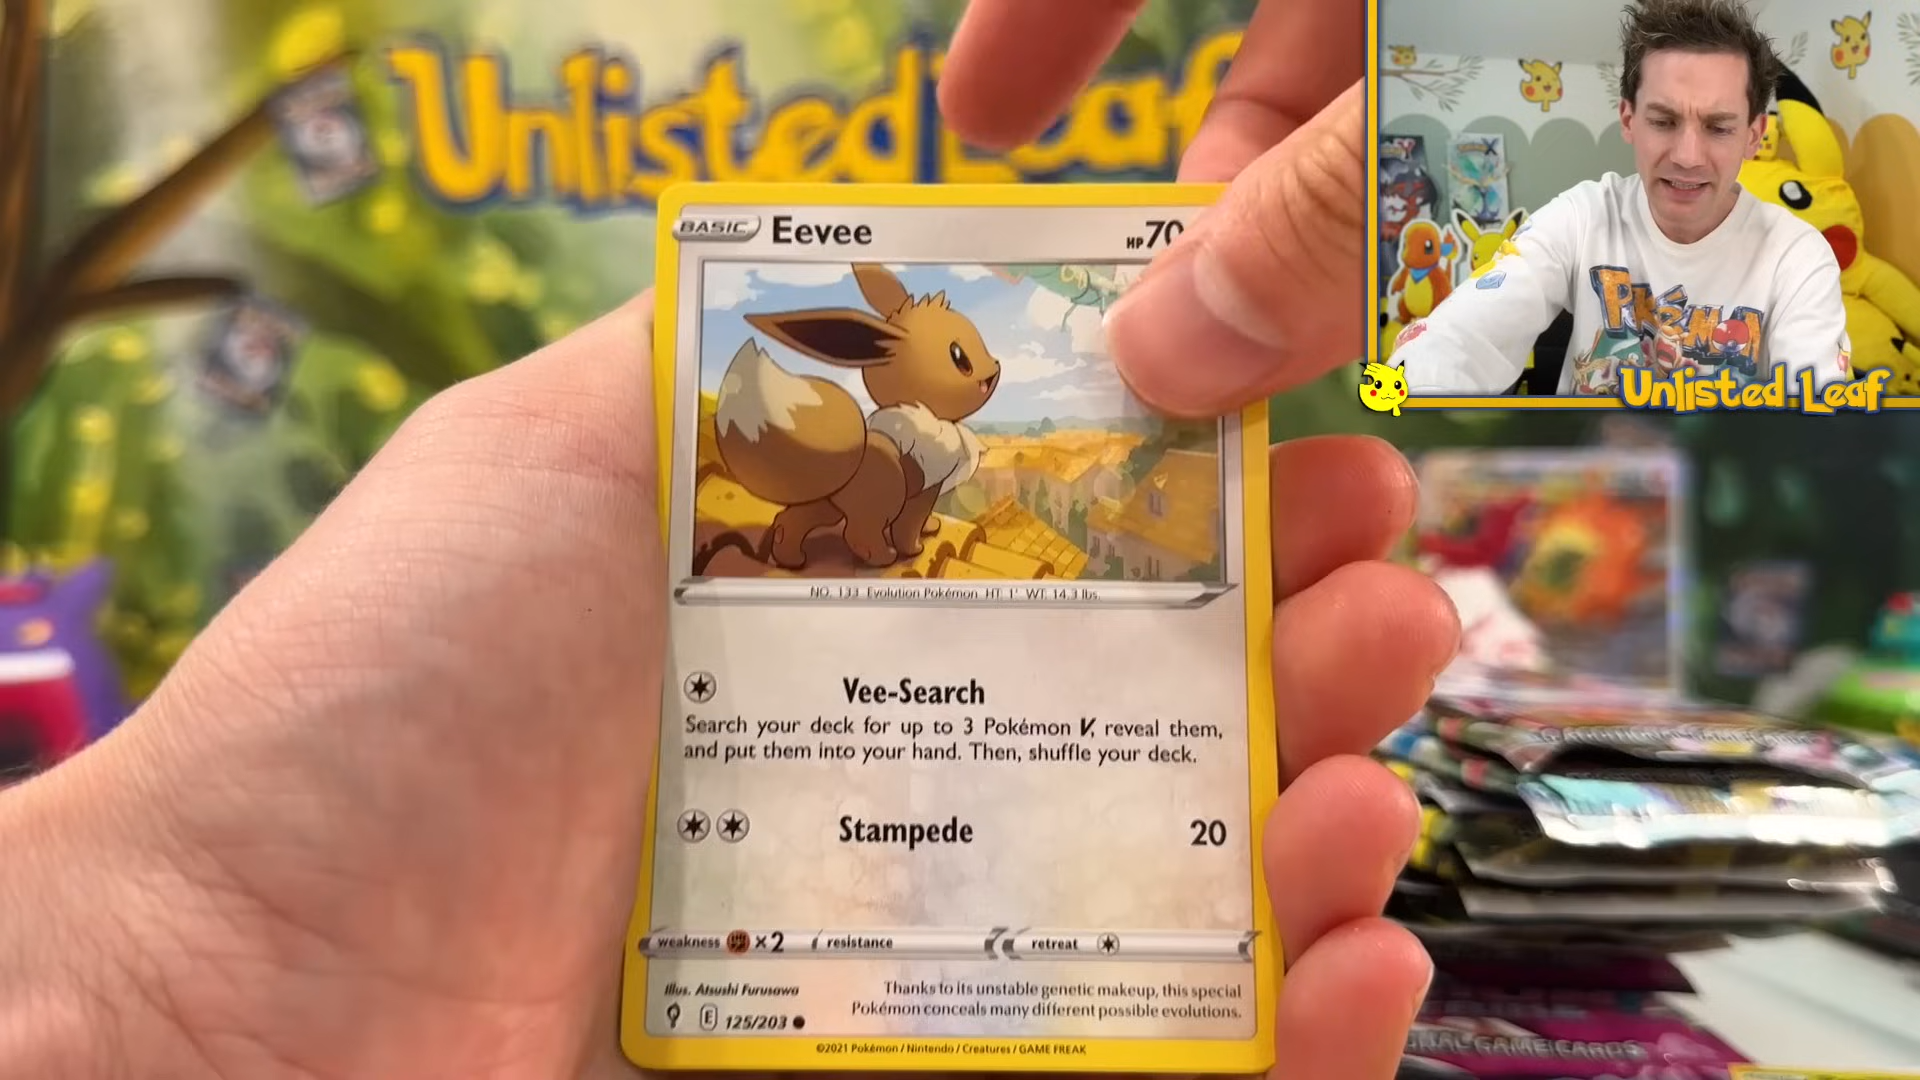 Unlisted Leaf
BASIC Eevee HP 70
NO. 133 Evolution Pokémon HT: 1' WT: 14.3 lbs.
Vee-Search
Search your deck for up to 3 Pokémon V, reveal them,
and put them into your hand. Then, shuffle your deck.
Stampede 20
weakness ×2 resistance retreat
Illus. Atsushi Furusawa
Thanks to its unstable genetic makeup, this special
Pokémon conceals many different possible evolutions.
E 125/203
©2021 Pokémon / Nintendo / Creatures / GAME FREAK
POKéMON
Unlisted Leaf
GAME CARDS